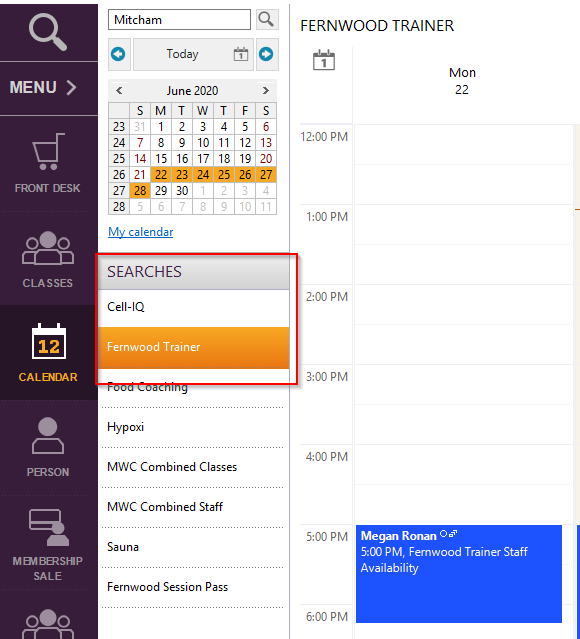 MENU
FRONT DESK
CLASSES
12
CALENDAR
PERSON
MEMBERSHIP
SALE
Mitcham
Today 1
June 2020
S M T W T F S
23 31 1 2 3 4 5 6
24 7 8 9 10 11 12 13
25 14 15 16 17 18 19 20
26 21 22 23 24 25 26 27
27 28 29 30 1 2 3 4
28 5 6 7 8 9 10 11
My calendar
SEARCHES
Cell-IQ
Fernwood Trainer
Food Coaching
Hypoxi
MWC Combined Classes
MWC Combined Staff
Sauna
Fernwood Session Pass
FERNWOOD TRAINER
1
Mon
22
12:00 PM
1:00 PM
2:00 PM
3:00 PM
4:00 PM
5:00 PM
Megan Ronan
5:00 PM, Fernwood Trainer Staff
Availability
6:00 PM